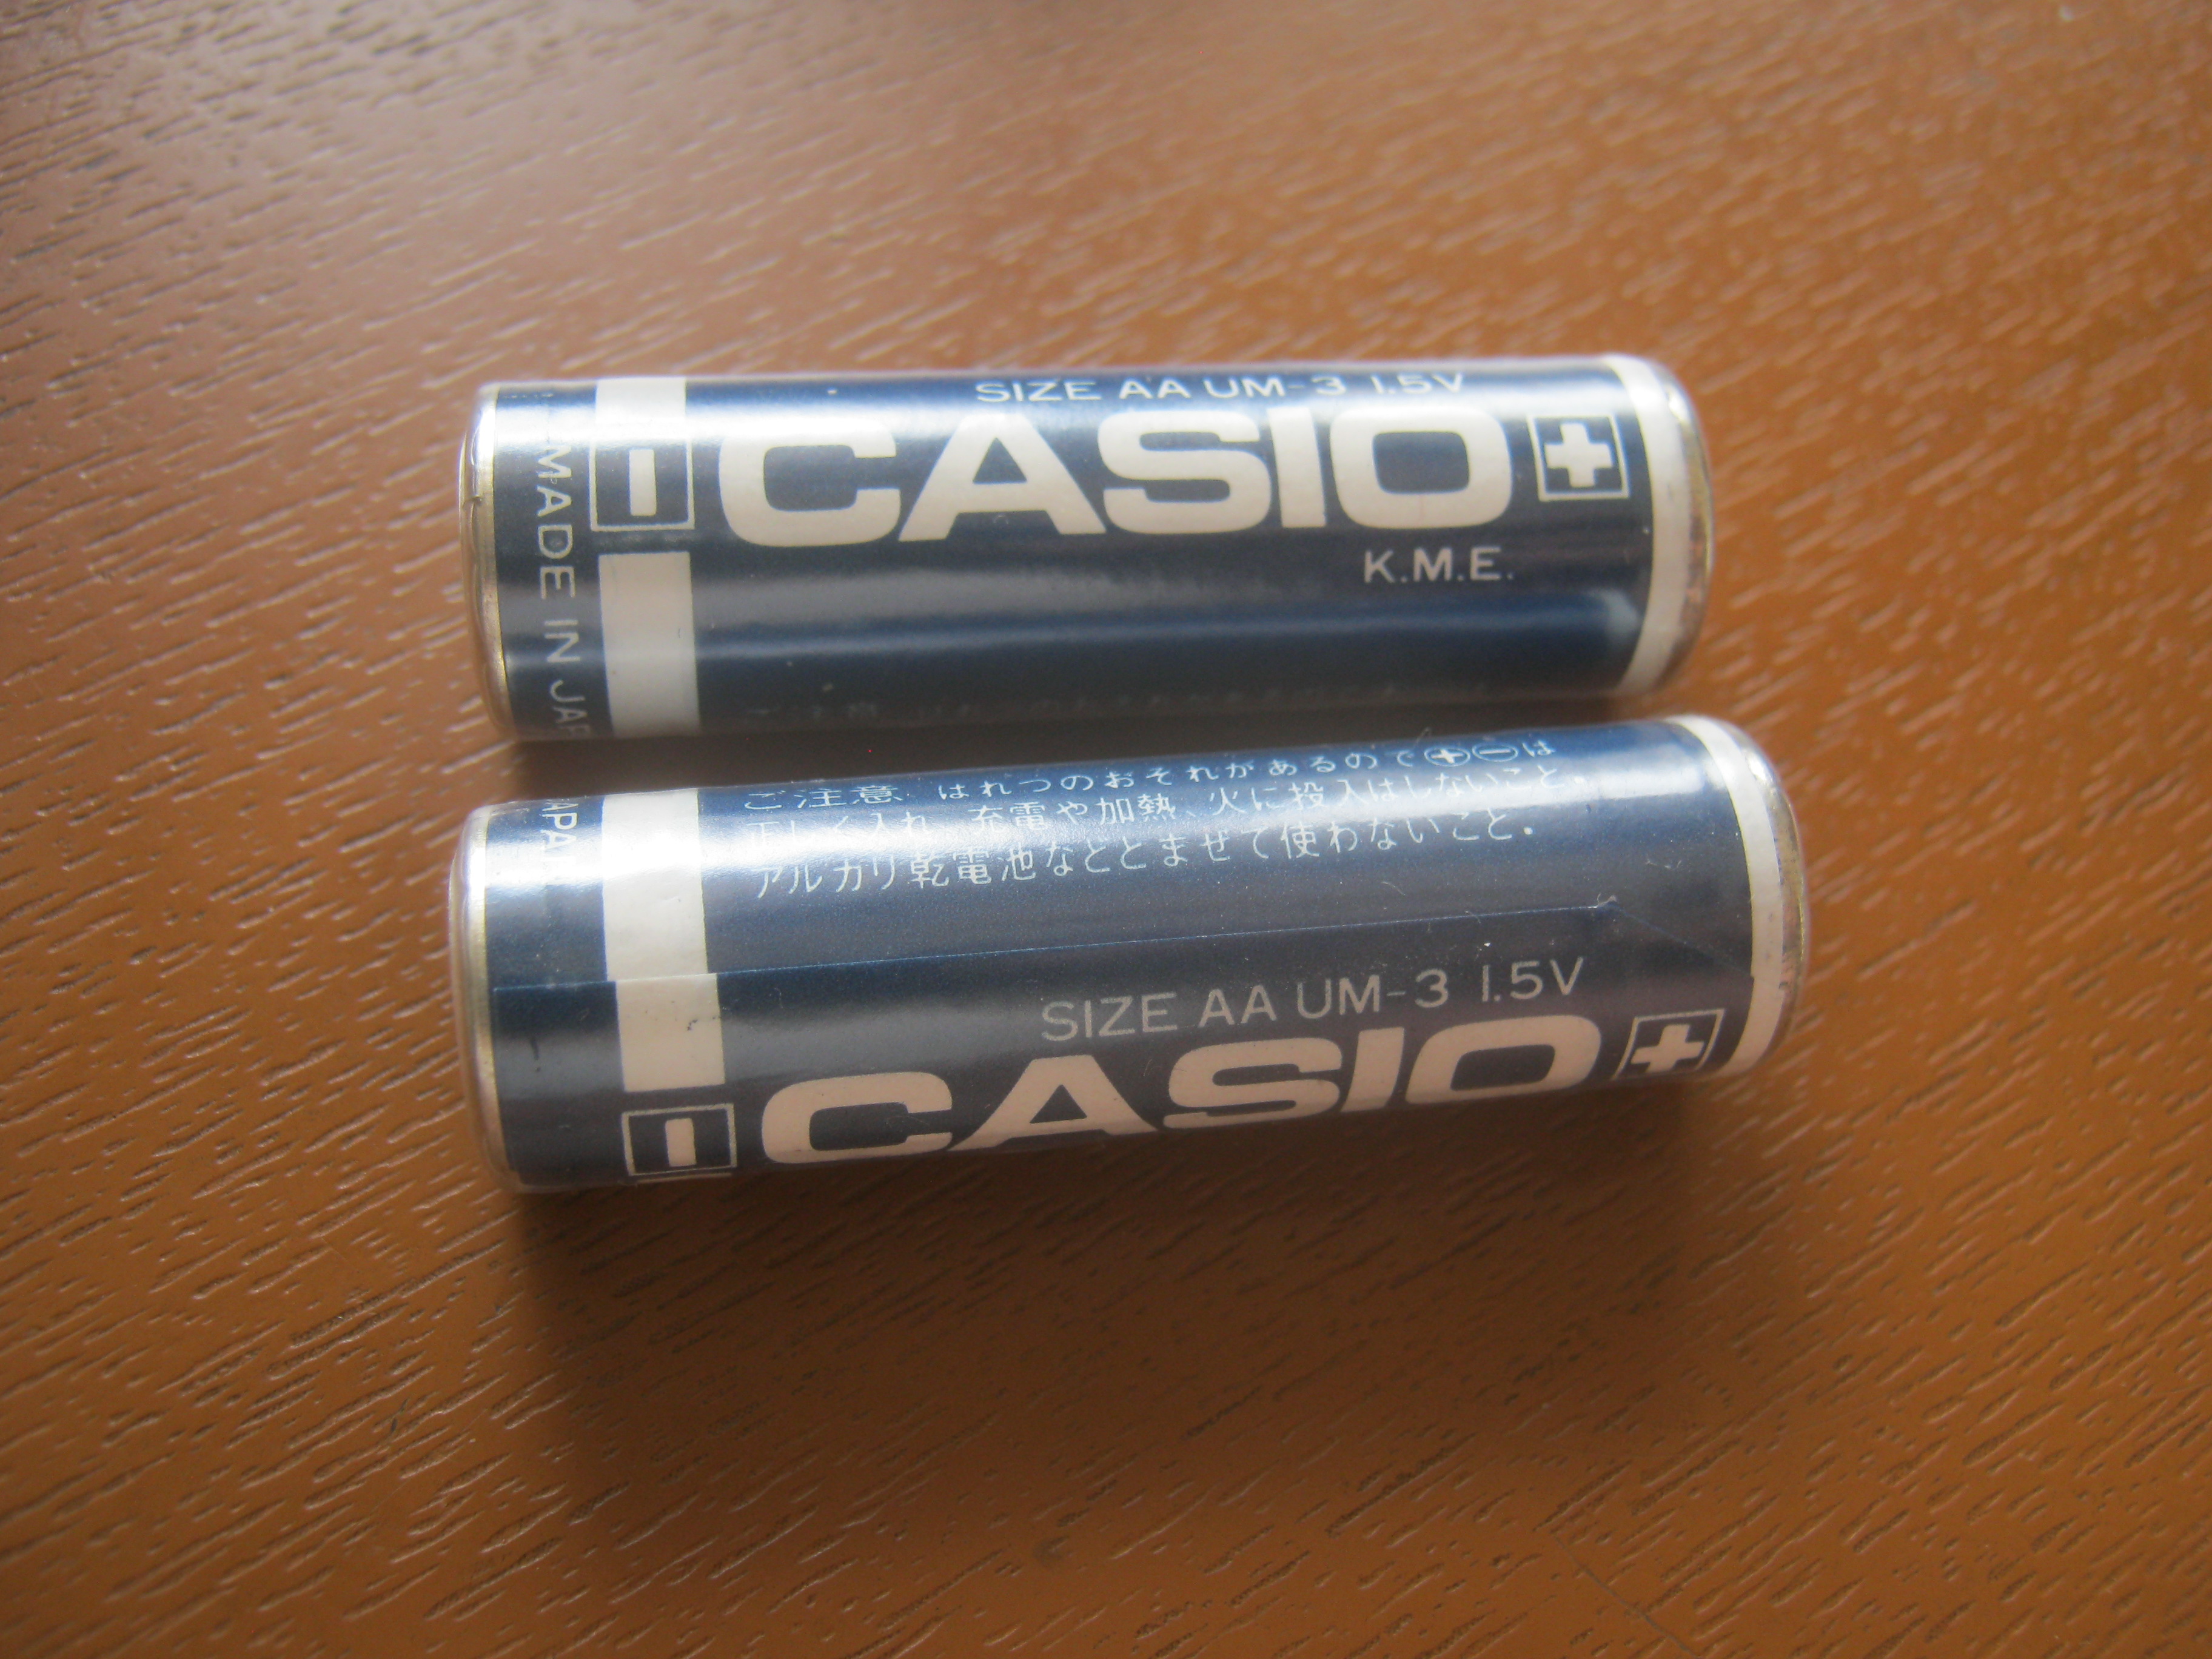 SIZE AA UM-3 1.5V
CASIO
K.M.E.
MADE IN JAP
ご注意 はれつのおそれがあるので⊕⊖は
正しく入れ、充電や加熱、火に投入はしないこと。
アルカリ乾電池などとまぜて使わないこと。
APAN
SIZE AA UM-3 1.5V
CASIO